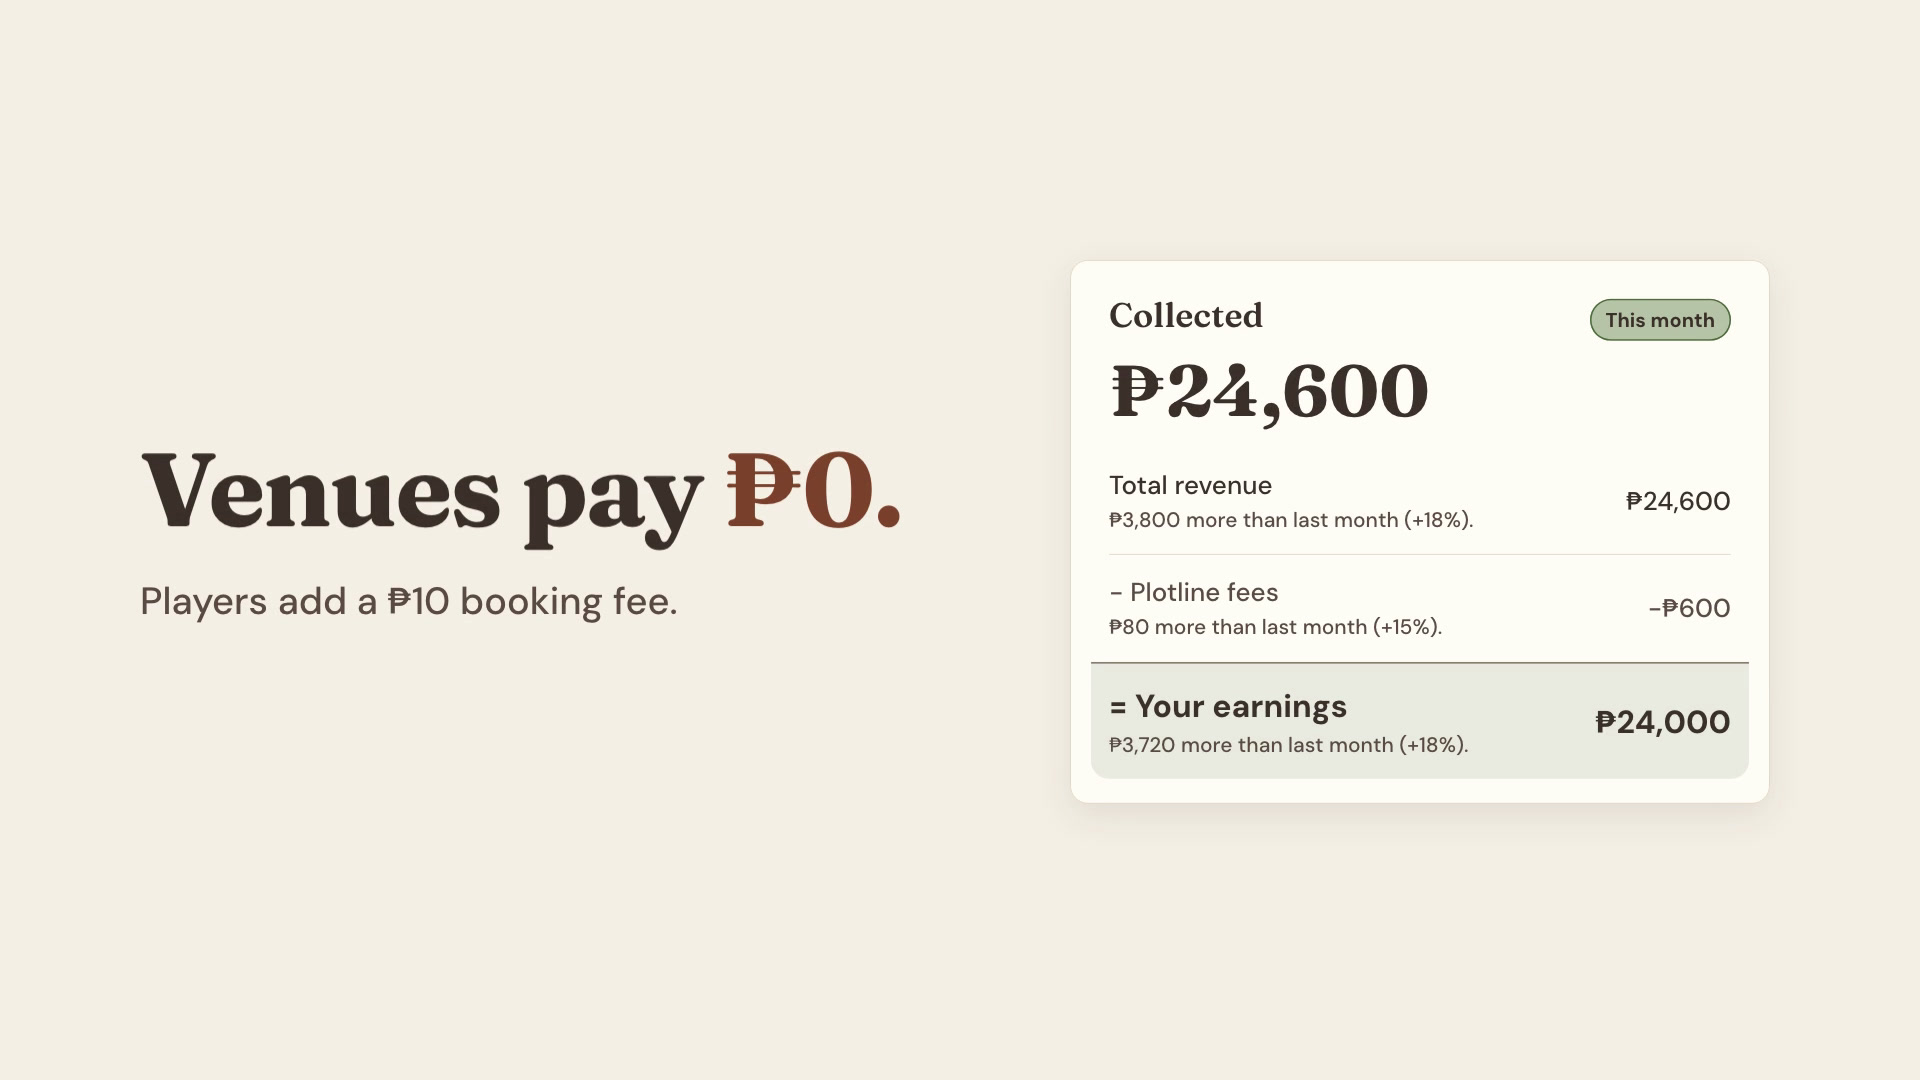 Venues pay ₱0.
Players add a ₱10 booking fee.
Collected
This month
₱24,600
Total revenue
₱3,800 more than last month (+18%).
₱24,600
− Plotline fees
₱80 more than last month (+15%).
−₱600
= Your earnings
₱3,720 more than last month (+18%).
₱24,000